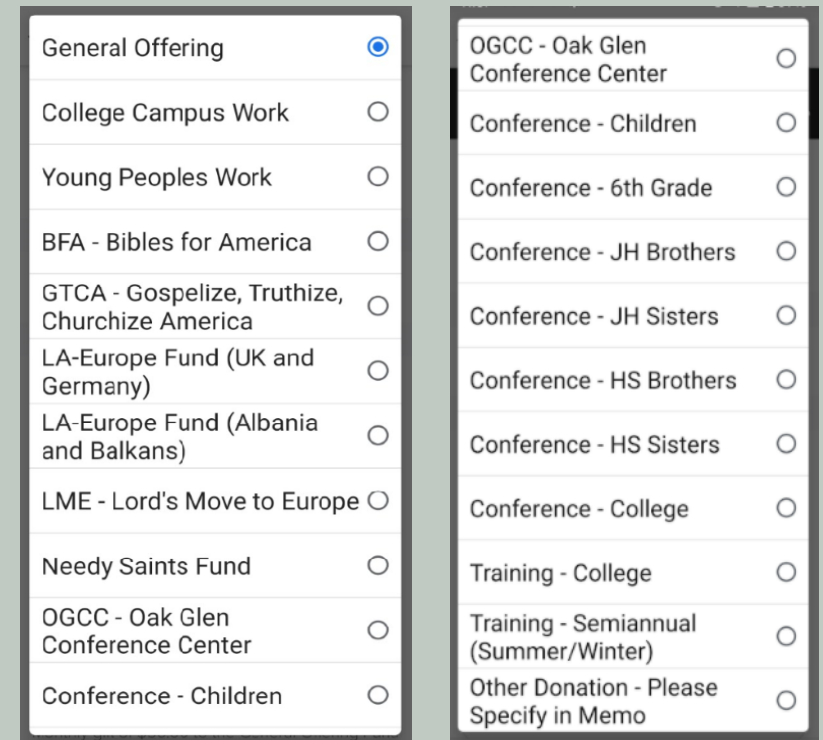 General Offering
College Campus Work
Young Peoples Work
BFA - Bibles for America
GTCA - Gospelize, Truthize,
Churchize America
LA-Europe Fund (UK and
Germany)
LA-Europe Fund (Albania
and Balkans)
LME - Lord's Move to Europe
Needy Saints Fund
OGCC - Oak Glen
Conference Center
Conference - Children
OGCC - Oak Glen
Conference Center
Conference - Children
Conference - 6th Grade
Conference - JH Brothers
Conference - JH Sisters
Conference - HS Brothers
Conference - HS Sisters
Conference - College
Training - College
Training - Semiannual
(Summer/Winter)
Other Donation - Please
Specify in Memo